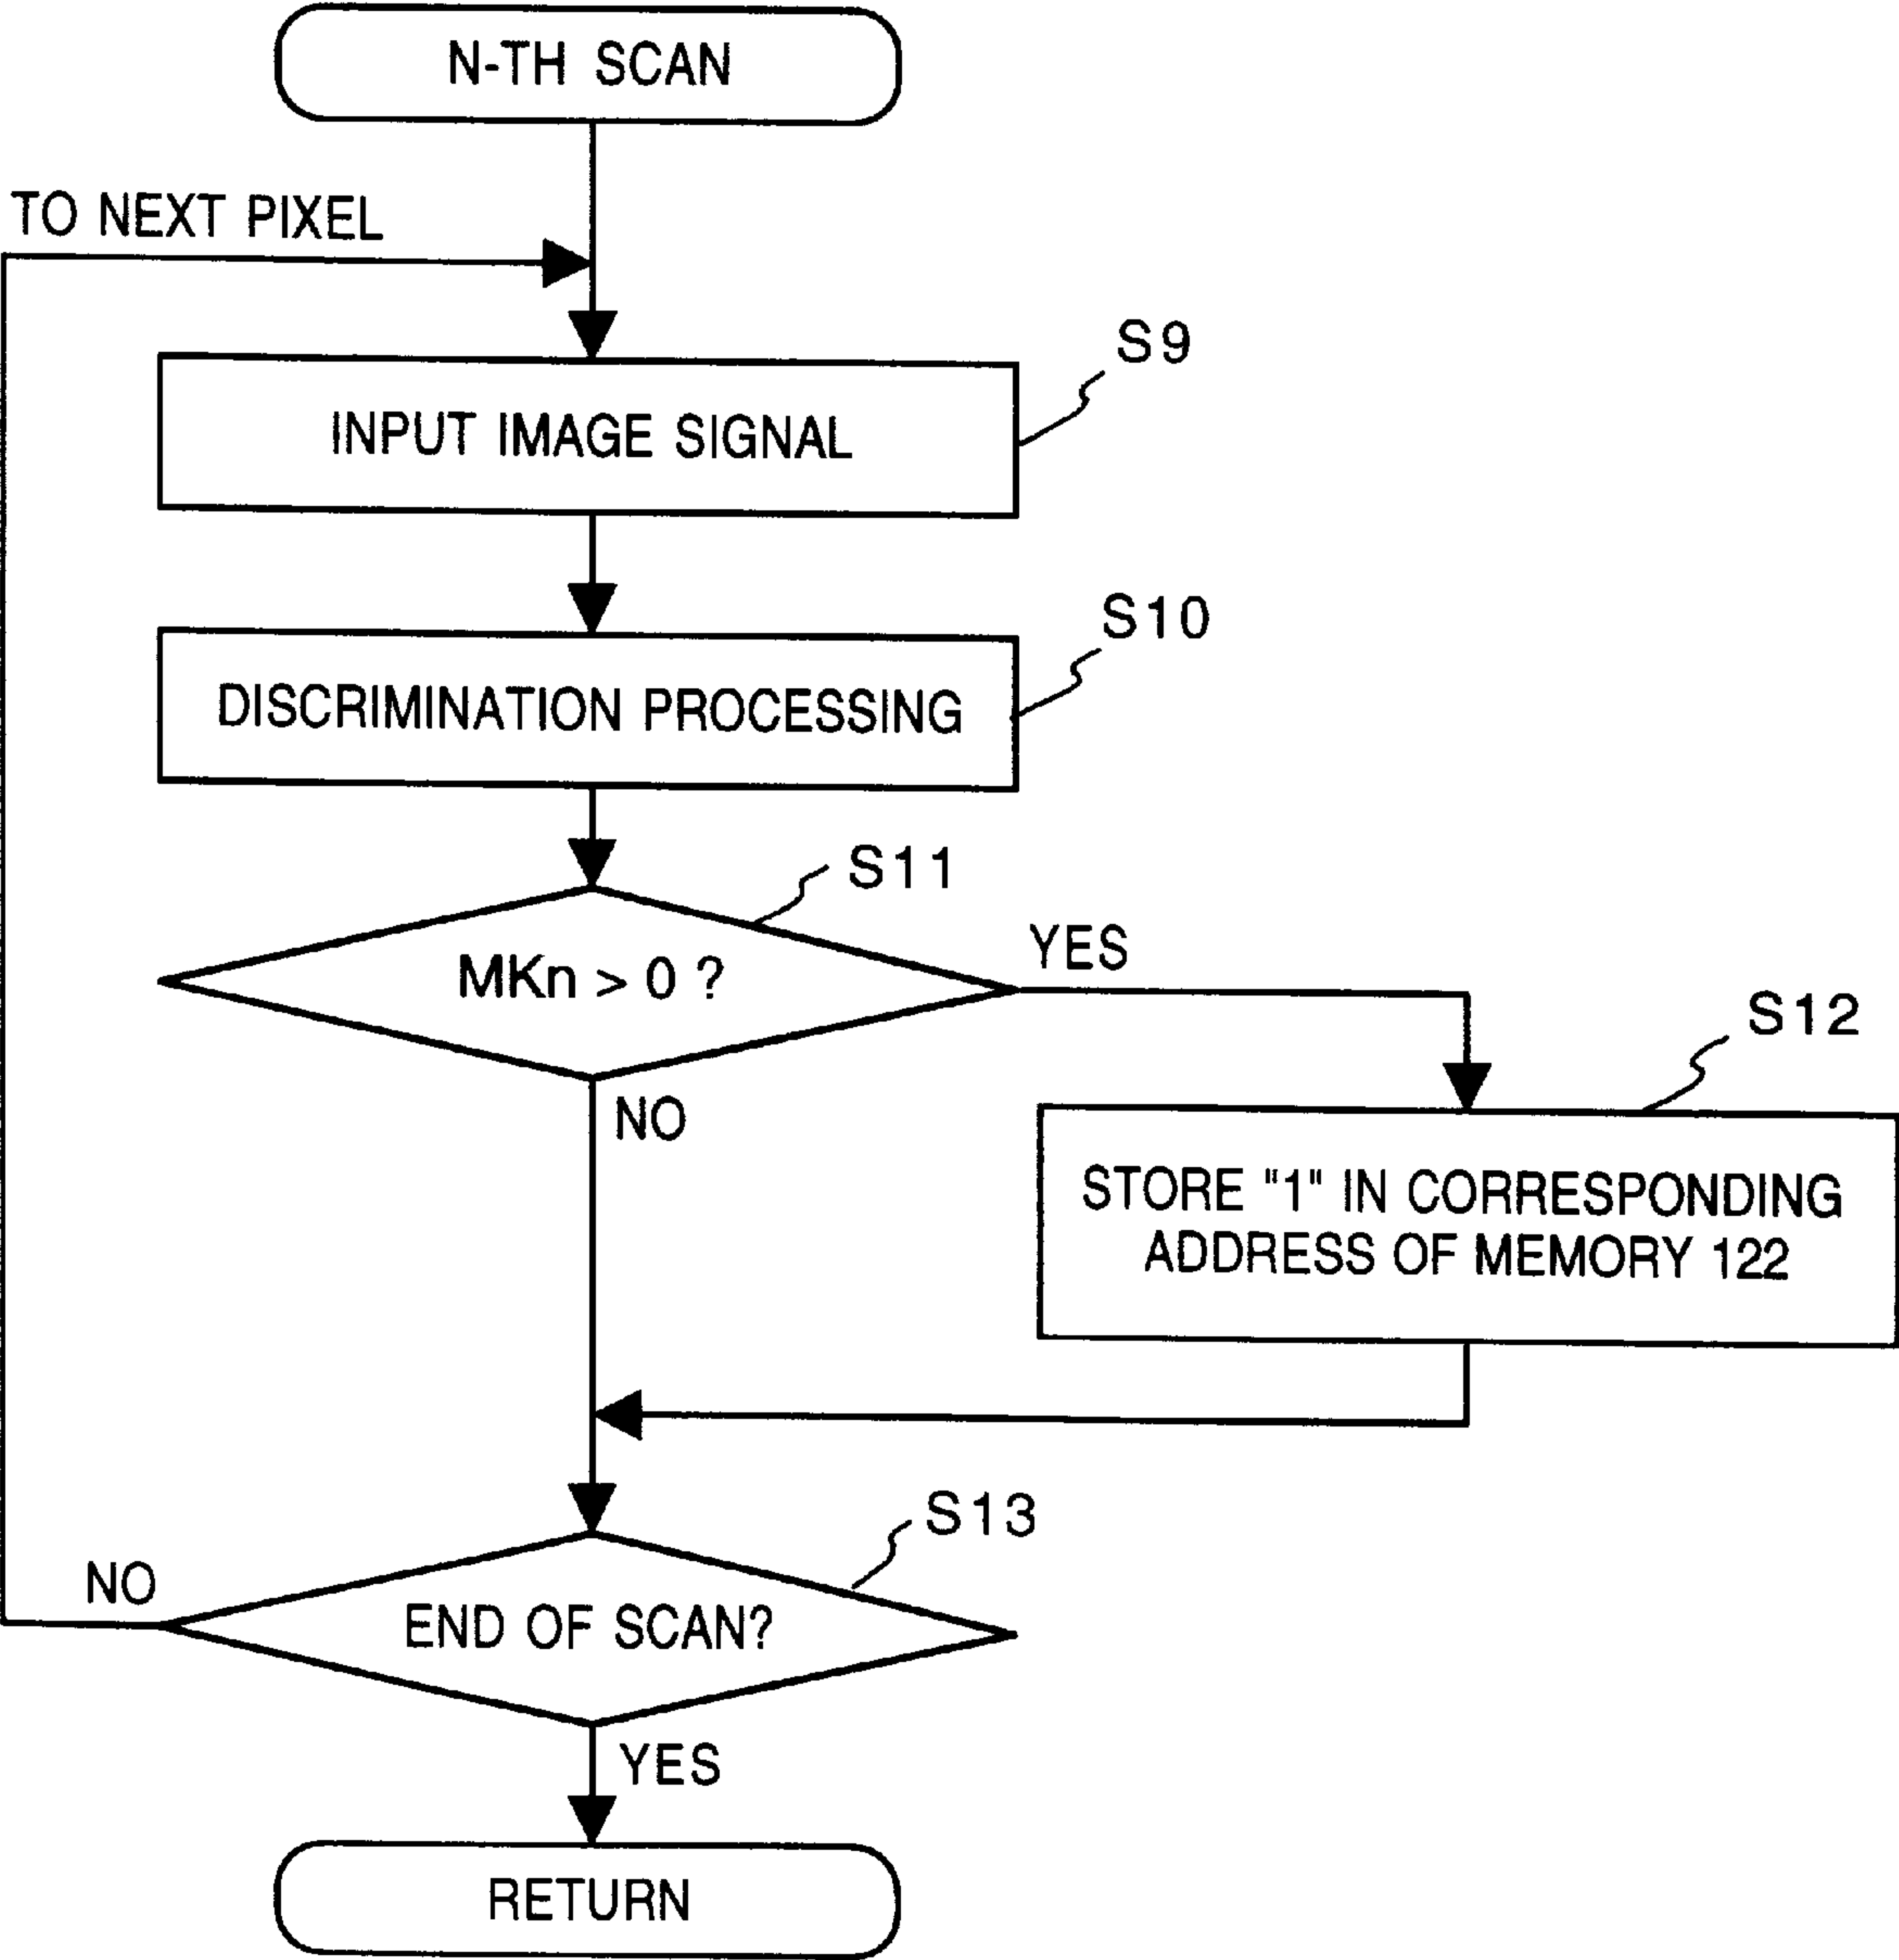 N-TH SCAN
TO NEXT PIXEL
S9
INPUT IMAGE SIGNAL
S10
DISCRIMINATION PROCESSING
S11
MKn > 0 ?
YES
NO
S12
STORE "1" IN CORRESPONDING
ADDRESS OF MEMORY 122
S13
NO
END OF SCAN?
YES
RETURN